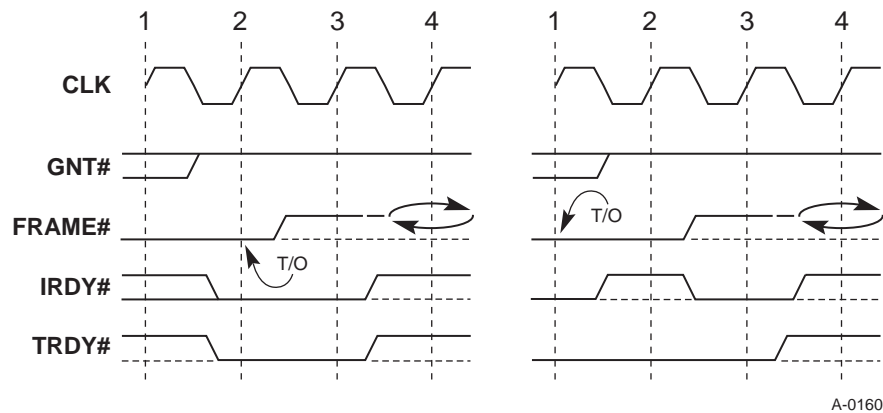 1 2 3 4 1 2 3 4
CLK
GNT#
FRAME# T/O
IRDY# T/O
TRDY#
A-0160